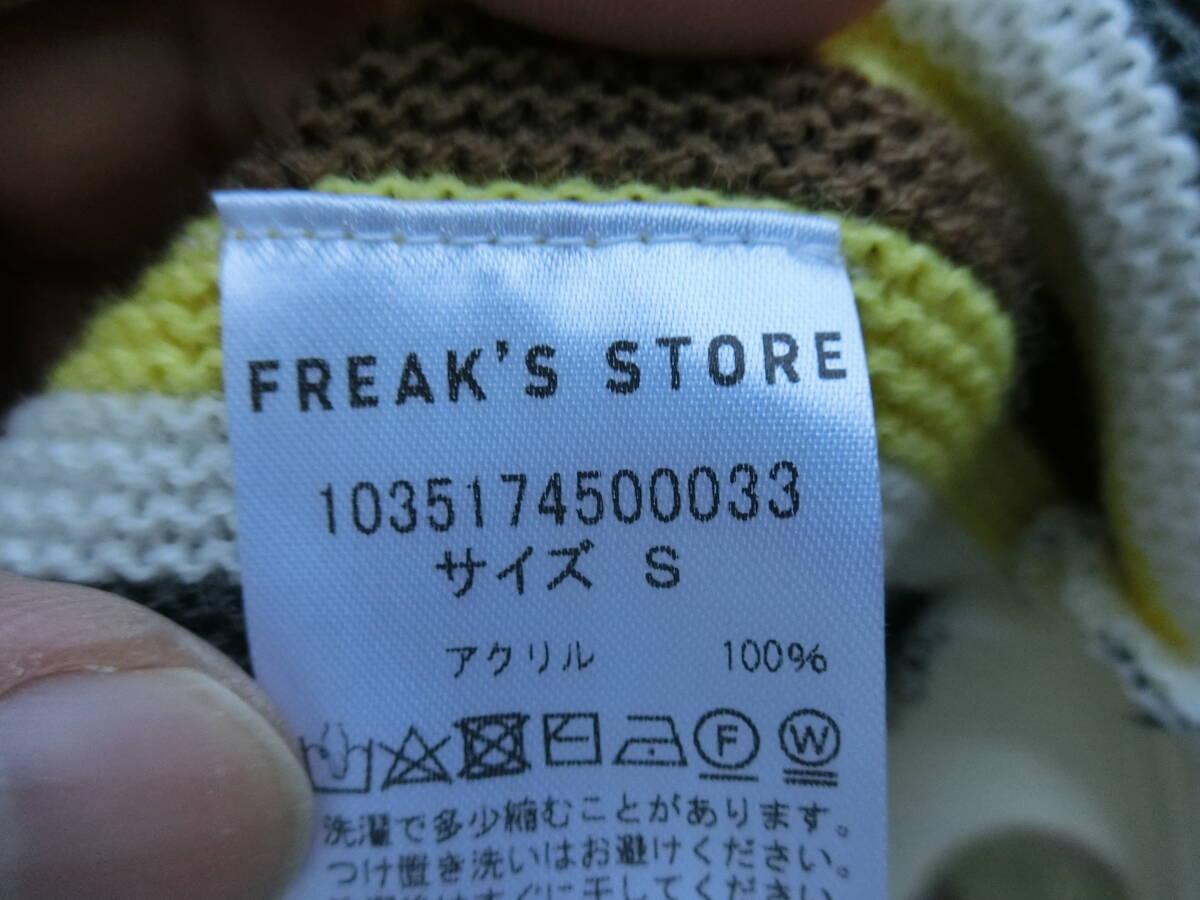 FREAK'S STORE
1035174500033
サイズ S
アクリル 100%
F W
洗濯で多少縮むことがあります。
つけ置き洗いはお避けください。